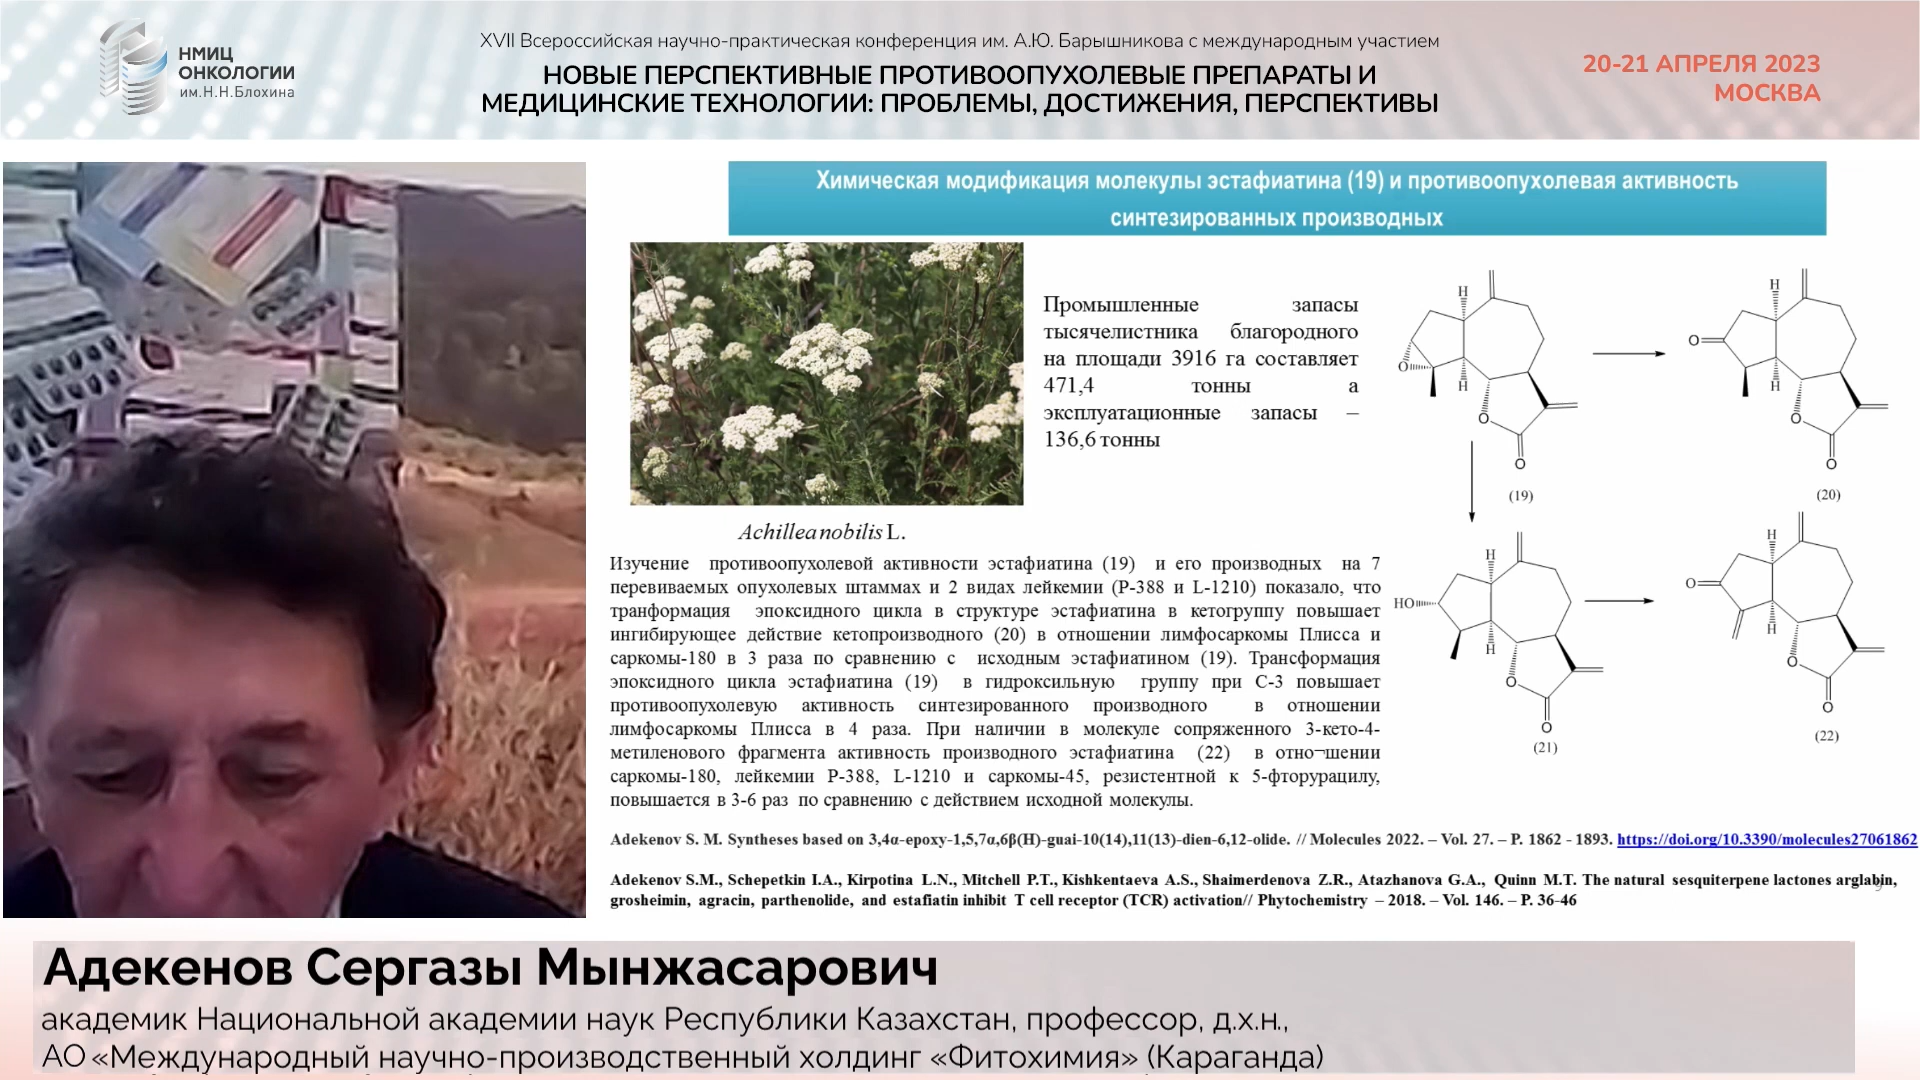 НМИЦ
ОНКОЛОГИИ
им.Н.Н.Блохина
XVII Всероссийская научно-практическая конференция им. А.Ю. Барышникова с международным участием
НОВЫЕ ПЕРСПЕКТИВНЫЕ ПРОТИВООПУХОЛЕВЫЕ ПРЕПАРАТЫ И
МЕДИЦИНСКИЕ ТЕХНОЛОГИИ: ПРОБЛЕМЫ, ДОСТИЖЕНИЯ, ПЕРСПЕКТИВЫ
20-21 АПРЕЛЯ 2023
МОСКВА
Химическая модификация молекулы эстафиатина (19) и противоопухолевая активность
синтезированных производных
Промышленные запасы
тысячелистника благородного
на площади 3916 га составляет
471,4 тонны а
эксплуатационные запасы –
136,6 тонны
Achillea nobilis L.
H
O
H
O
O
(19)
H
O
H
O
O
(20)
H
HO
H
O
O
(21)
H
O
H
O
O
(22)
Изучение противоопухолевой активности эстафиатина (19) и его производных на 7
перевиваемых опухолевых штаммах и 2 видах лейкемии (Р-388 и L-1210) показало, что
транформация эпоксидного цикла в структуре эстафиатина в кетогруппу повышает
ингибирующее действие кетопроизводного (20) в отношении лимфосаркомы Плисса и
саркомы-180 в 3 раза по сравнению с исходным эстафиатином (19). Трансформация
эпоксидного цикла эстафиатина (19) в гидроксильную группу при С-3 повышает
противоопухолевую активность синтезированного производного в отношении
лимфосаркомы Плисса в 4 раза. При наличии в молекуле сопряженного 3-кето-4-
метиленового фрагмента активность производного эстафиатина (22) в отно¬шении
саркомы-180, лейкемии Р-388, L-1210 и саркомы-45, резистентной к 5-фторурацилу,
повышается в 3-6 раз по сравнению с действием исходной молекулы.
Adekenov S. M. Syntheses based on 3,4α-epoxy-1,5,7α,6β(H)-guai-10(14),11(13)-dien-6,12-olide. // Molecules 2022. – Vol. 27. – P. 1862 - 1893. https://doi.org/10.3390/molecules27061862
Adekenov S.M., Schepetkin I.A., Kirpotina L.N., Mitchell P.T., Kishkentaeva A.S., Shaimerdenova Z.R., Atazhanova G.A., Quinn M.T. The natural sesquiterpene lactones arglabin,
grosheimin, agracin, parthenolide, and estafiatin inhibit T cell receptor (TCR) activation// Phytochemistry – 2018. – Vol. 146. – P. 36-46
9
Адекенов Сергазы Мынжасарович
академик Национальной академии наук Республики Казахстан, профессор, д.х.н.,
АО «Международный научно-производственный холдинг «Фитохимия» (Караганда)